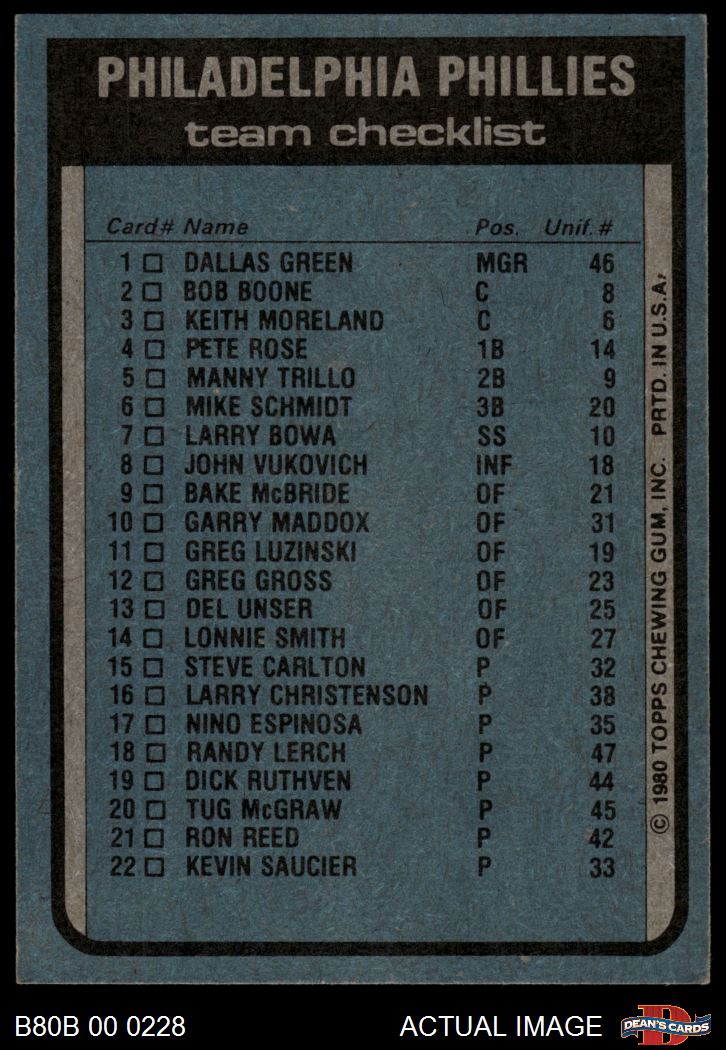 PHILADELPHIA PHILLIES
team checklist
Card# Name Pos. Unif.#
1 DALLAS GREEN MGR 46
2 BOB BOONE C 8
3 KEITH MORELAND C 6
4 PETE ROSE 1B 14
5 MANNY TRILLO 2B 9
6 MIKE SCHMIDT 3B 20
7 LARRY BOWA SS 10
8 JOHN VUKOVICH INF 18
9 BAKE McBRIDE OF 21
10 GARRY MADDOX OF 31
11 GREG LUZINSKI OF 19
12 GREG GROSS OF 23
13 DEL UNSER OF 25
14 LONNIE SMITH OF 27
15 STEVE CARLTON P 32
16 LARRY CHRISTENSON P 38
17 NINO ESPINOSA P 35
18 RANDY LERCH P 47
19 DICK RUTHVEN P 44
20 TUG McGRAW P 45
21 RON REED P 42
22 KEVIN SAUCIER P 33
© 1980 TOPPS CHEWING GUM, INC. PRTD. IN U.S.A.
B80B 00 0228 ACTUAL IMAGE
D
DEAN'S CARDS